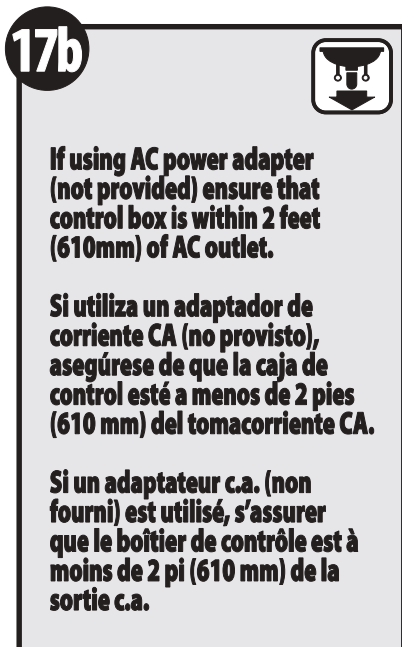 17b
If using AC power adapter
(not provided) ensure that
control box is within 2 feet
(610mm) of AC outlet.
Si utiliza un adaptador de
corriente CA (no provisto),
asegúrese de que la caja de
control esté a menos de 2 pies
(610 mm) del tomacorriente CA.
Si un adaptateur c.a. (non
fourni) est utilisé, s’assurer
que le boîtier de contrôle est à
moins de 2 pi (610 mm) de la
sortie c.a.